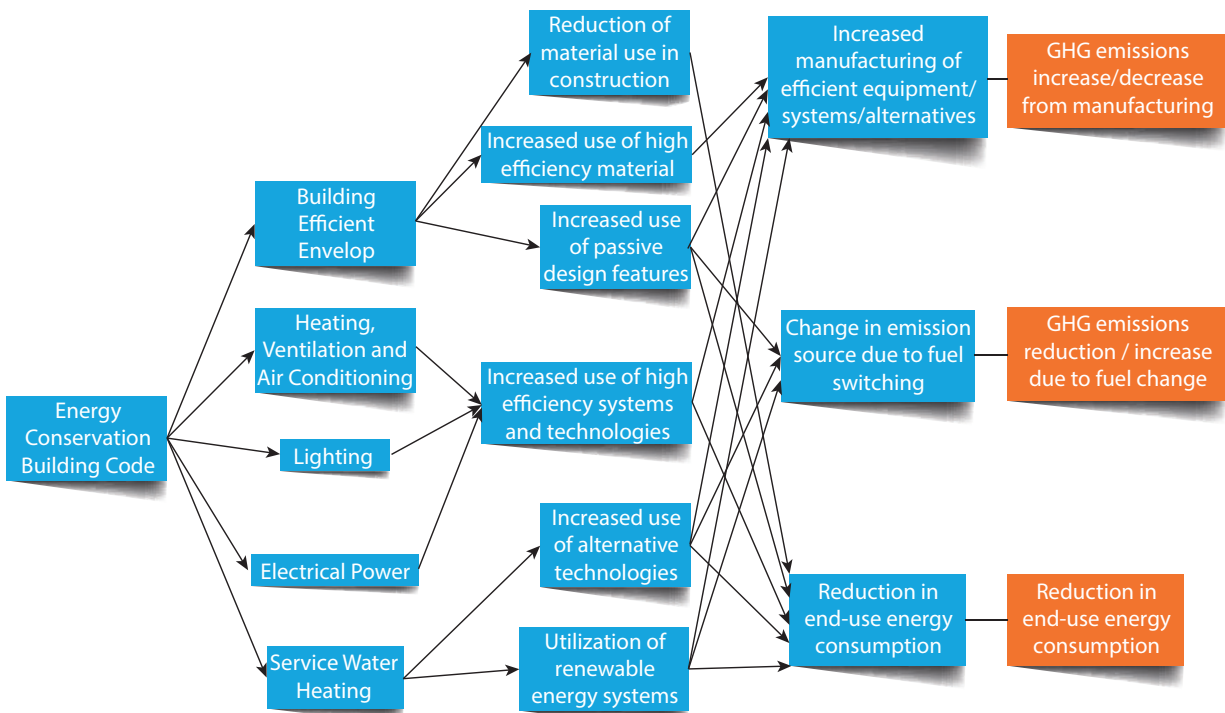 Energy
Conservation
Building Code
Building
Efficient
Envelop
Heating,
Ventilation and
Air Conditioning
Lighting
Electrical Power
Service Water
Heating
Reduction of
material use in
construction
Increased use of high
efficiency material
Increased use
of passive
design features
Increased use of high
efficiency systems
and technologies
Increased use
of alternative
technologies
Utilization of
renewable
energy systems
Increased
manufacturing of
efficient equipment/
systems/alternatives
Change in emission
source due to fuel
switching
Reduction in
end-use energy
consumption
GHG emissions
increase/decrease
from manufacturing
GHG emissions
reduction / increase
due to fuel change
Reduction in
end-use energy
consumption